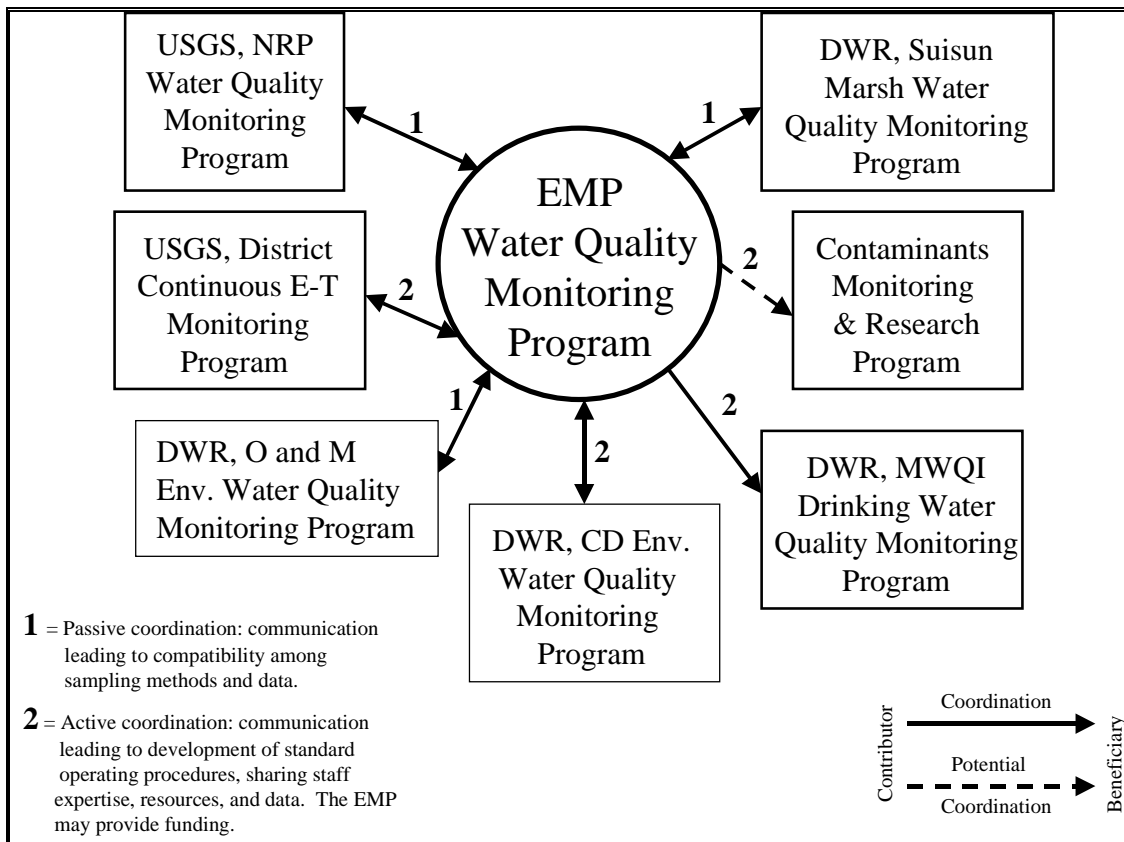 USGS, NRP
Water Quality
Monitoring
Program
1
DWR, Suisun
Marsh Water
Quality Monitoring
Program
1
EMP
Water Quality
Monitoring
Program
USGS, District
Continuous E-T
Monitoring
Program
2
Contaminants
Monitoring
& Research
Program
2
DWR, O and M
Env. Water Quality
Monitoring Program
1
DWR, CD Env.
Water Quality
Monitoring
Program
2
DWR, MWQI
Drinking Water
Quality Monitoring
Program
2
1 = Passive coordination: communication
leading to compatibility among
sampling methods and data.
2 = Active coordination: communication
leading to development of standard
operating procedures, sharing staff
expertise, resources, and data. The EMP
may provide funding.
Contributor
Coordination
Potential
Coordination
Beneficiary